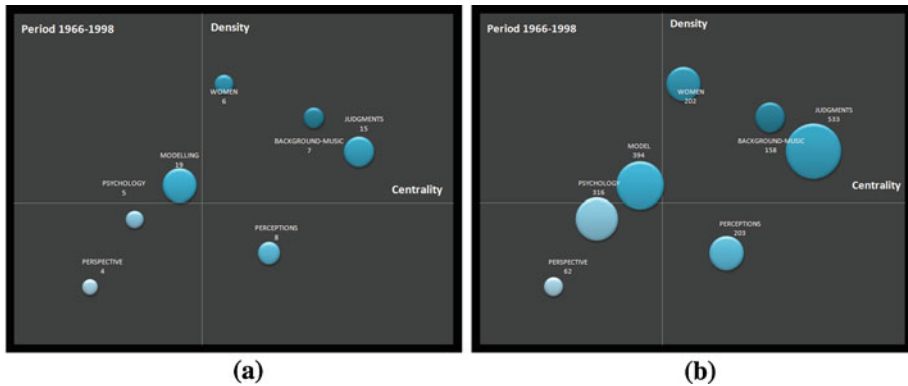 Period 1966-1998
Density
WOMEN
6
JUDGMENTS
15
BACKGROUND-MUSIC
7
MODELLING
19
PSYCHOLOGY
5
Centrality
PERCEPTIONS
8
PERSPECTIVE
4
(a)
Period 1966-1998
Density
WOMEN
202
JUDGMENTS
533
BACKGROUND-MUSIC
158
MODEL
394
PSYCHOLOGY
316
Centrality
PERCEPTIONS
203
PERSPECTIVE
62
(b)